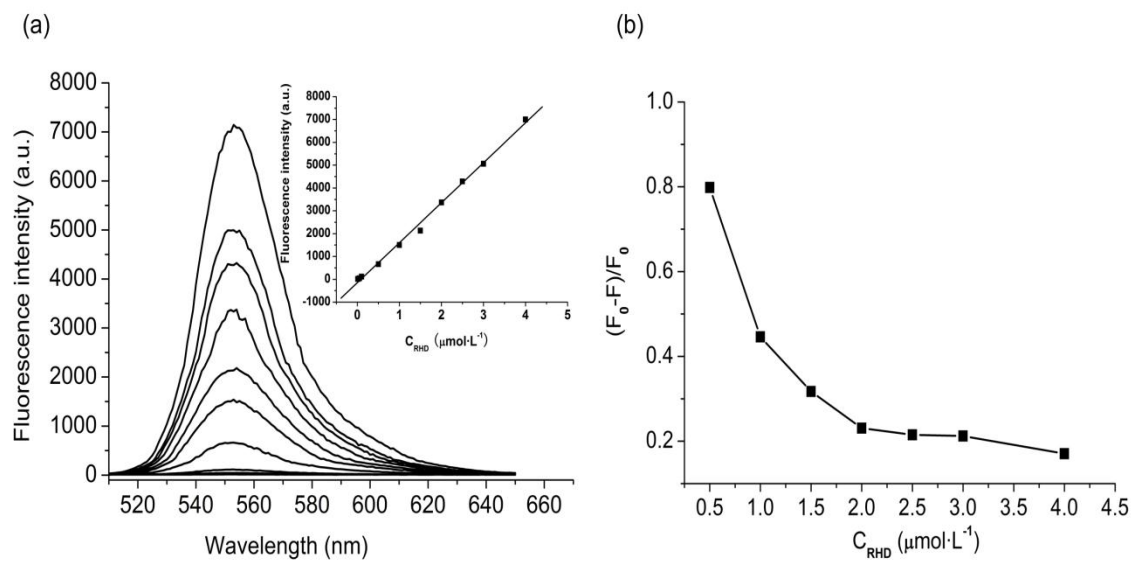 (a)
(b)
8000
7000
6000
5000
4000
3000
2000
1000
0
Fluorescence intensity (a.u.)
520 540 560 580 600 620 640 660
Wavelength (nm)
8000
7000
6000
5000
4000
3000
2000
1000
0
-1000
Fluorescence intensity (a.u.)
0 1 2 3 4 5
C_RHD (μmol·L⁻¹)
1.0
0.8
0.6
0.4
0.2
(F₀-F)/F₀
0.5 1.0 1.5 2.0 2.5 3.0 3.5 4.0 4.5
C_RHD (μmol·L⁻¹)